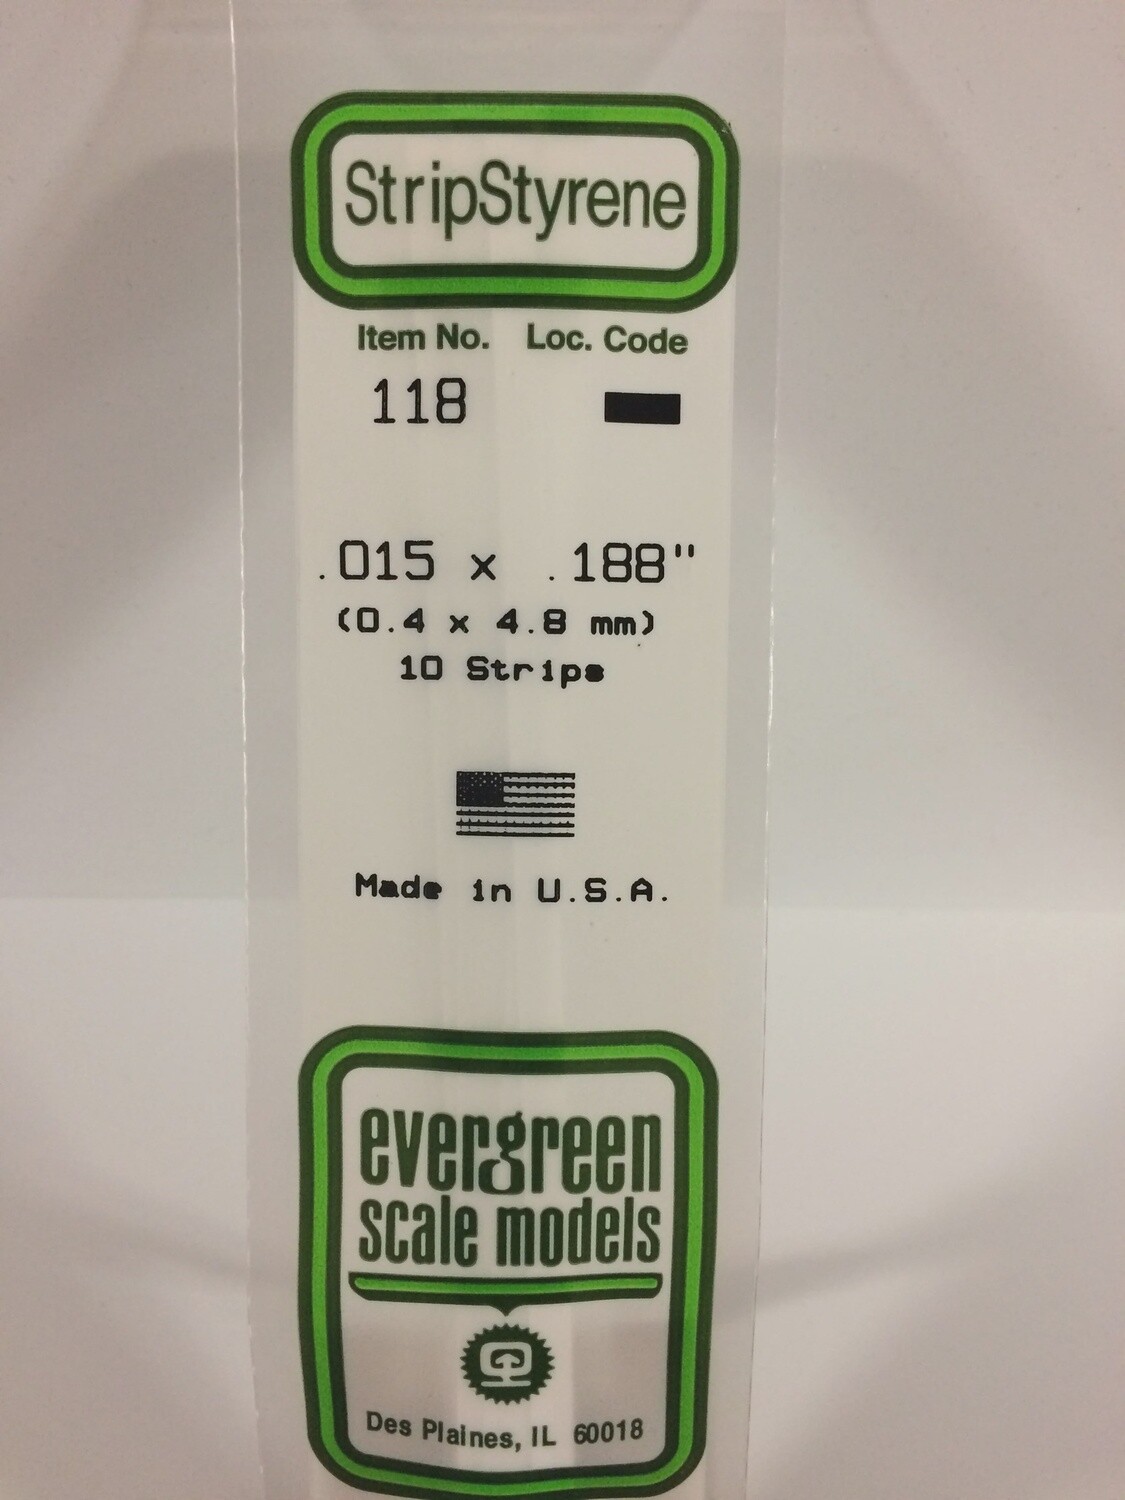 StripStyrene
Item No. Loc. Code
118
.015 x .188"
(0.4 x 4.8 mm)
10 Strips
Made in U.S.A.
evergreen
scale models
Des Plaines, IL 60018